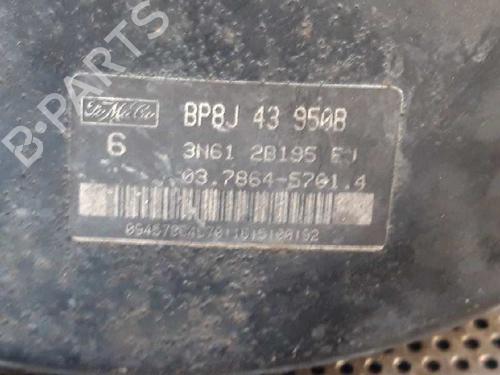 FoMoCo
BP8J 43 950B
6
3N61 2B195 EJ
03.7864-5701.4
B-PARTS